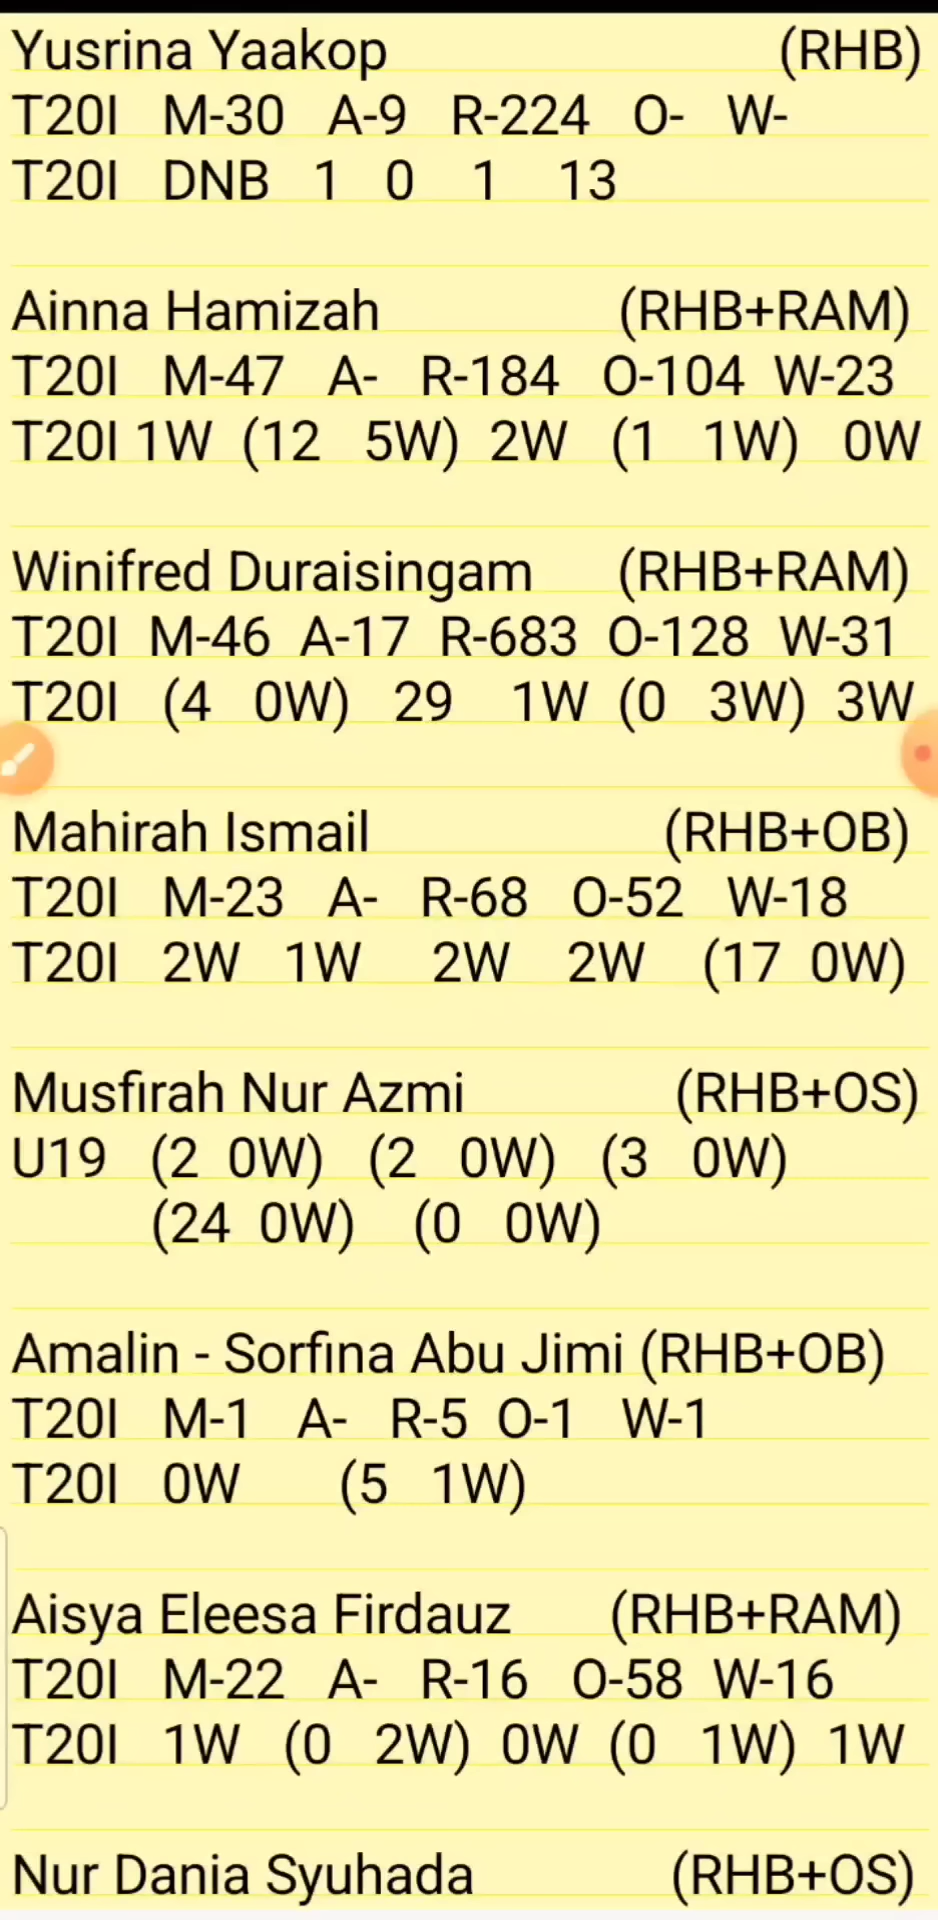 Yusrina Yaakop (RHB)
T20I M-30 A-9 R-224 O- W-
T20I DNB 1 0 1 13
Ainna Hamizah (RHB+RAM)
T20I M-47 A- R-184 O-104 W-23
T20I 1W (12 5W) 2W (1 1W) 0W
Winifred Duraisingam (RHB+RAM)
T20I M-46 A-17 R-683 O-128 W-31
T20I (4 0W) 29 1W (0 3W) 3W
Mahirah Ismail (RHB+OB)
T20I M-23 A- R-68 O-52 W-18
T20I 2W 1W 2W 2W (17 0W)
Musfirah Nur Azmi (RHB+OS)
U19 (2 0W) (2 0W) (3 0W)
(24 0W) (0 0W)
Amalin - Sorfina Abu Jimi (RHB+OB)
T20I M-1 A- R-5 O-1 W-1
T20I 0W (5 1W)
Aisya Eleesa Firdauz (RHB+RAM)
T20I M-22 A- R-16 O-58 W-16
T20I 1W (0 2W) 0W (0 1W) 1W
Nur Dania Syuhada (RHB+OS)